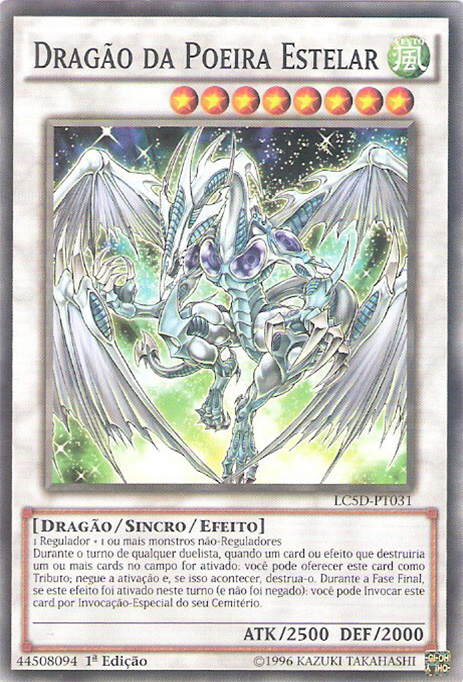 DRAGÃO DA POEIRA ESTELAR
VENTO
風
LC5D-PT031
[DRAGÃO/SINCRO/EFEITO]
1 Regulador + 1 ou mais monstros não-Reguladores
Durante o turno de qualquer duelista, quando um card ou efeito que destruiria
um ou mais cards no campo for ativado: você pode oferecer este card como
Tributo; negue a ativação e, se isso acontecer, destrua-o. Durante a Fase Final,
se este efeito foi ativado neste turno (e não foi negado): você pode Invocar este
card por Invocação-Especial do seu Cemitério.
ATK/2500 DEF/2000
44508094 1ª Edição ©1996 KAZUKI TAKAHASHI